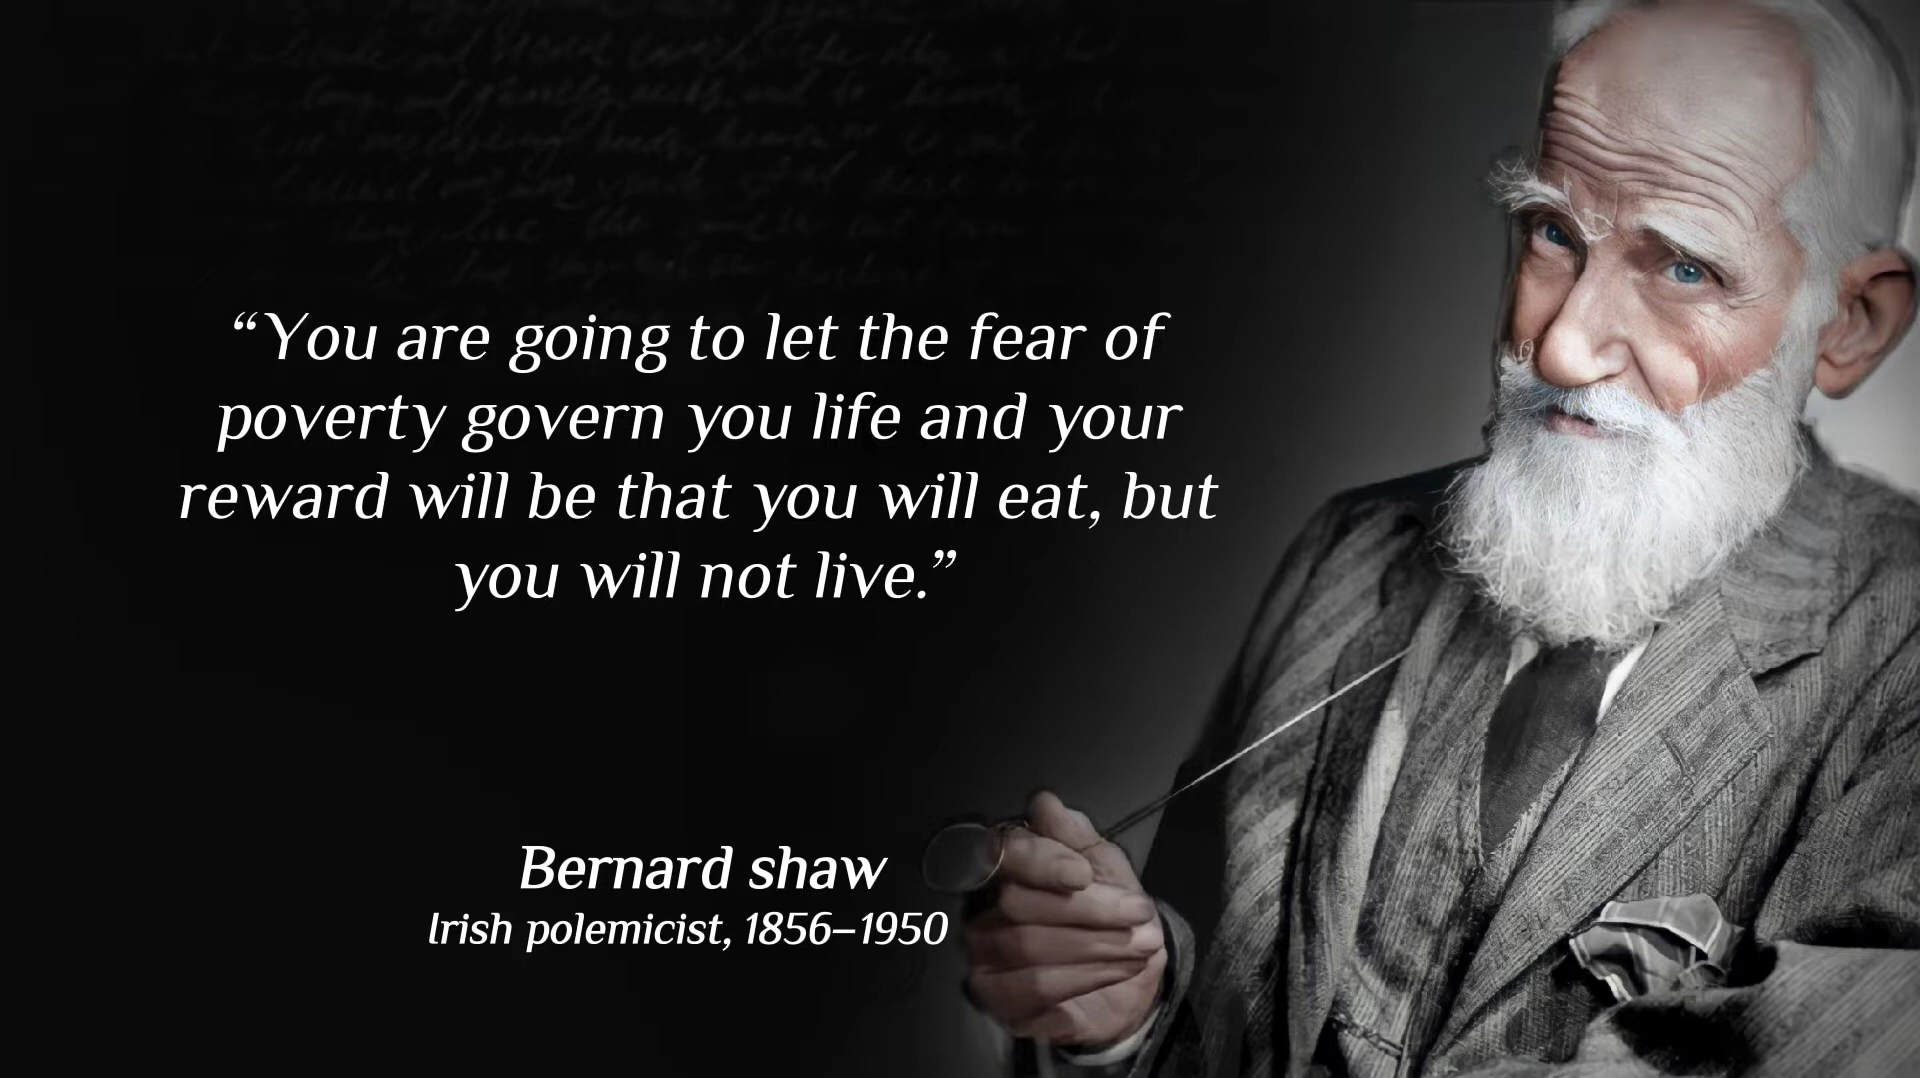 “You are going to let the fear of
poverty govern you life and your
reward will be that you will eat, but
you will not live.”
Bernard shaw
Irish polemicist, 1856–1950